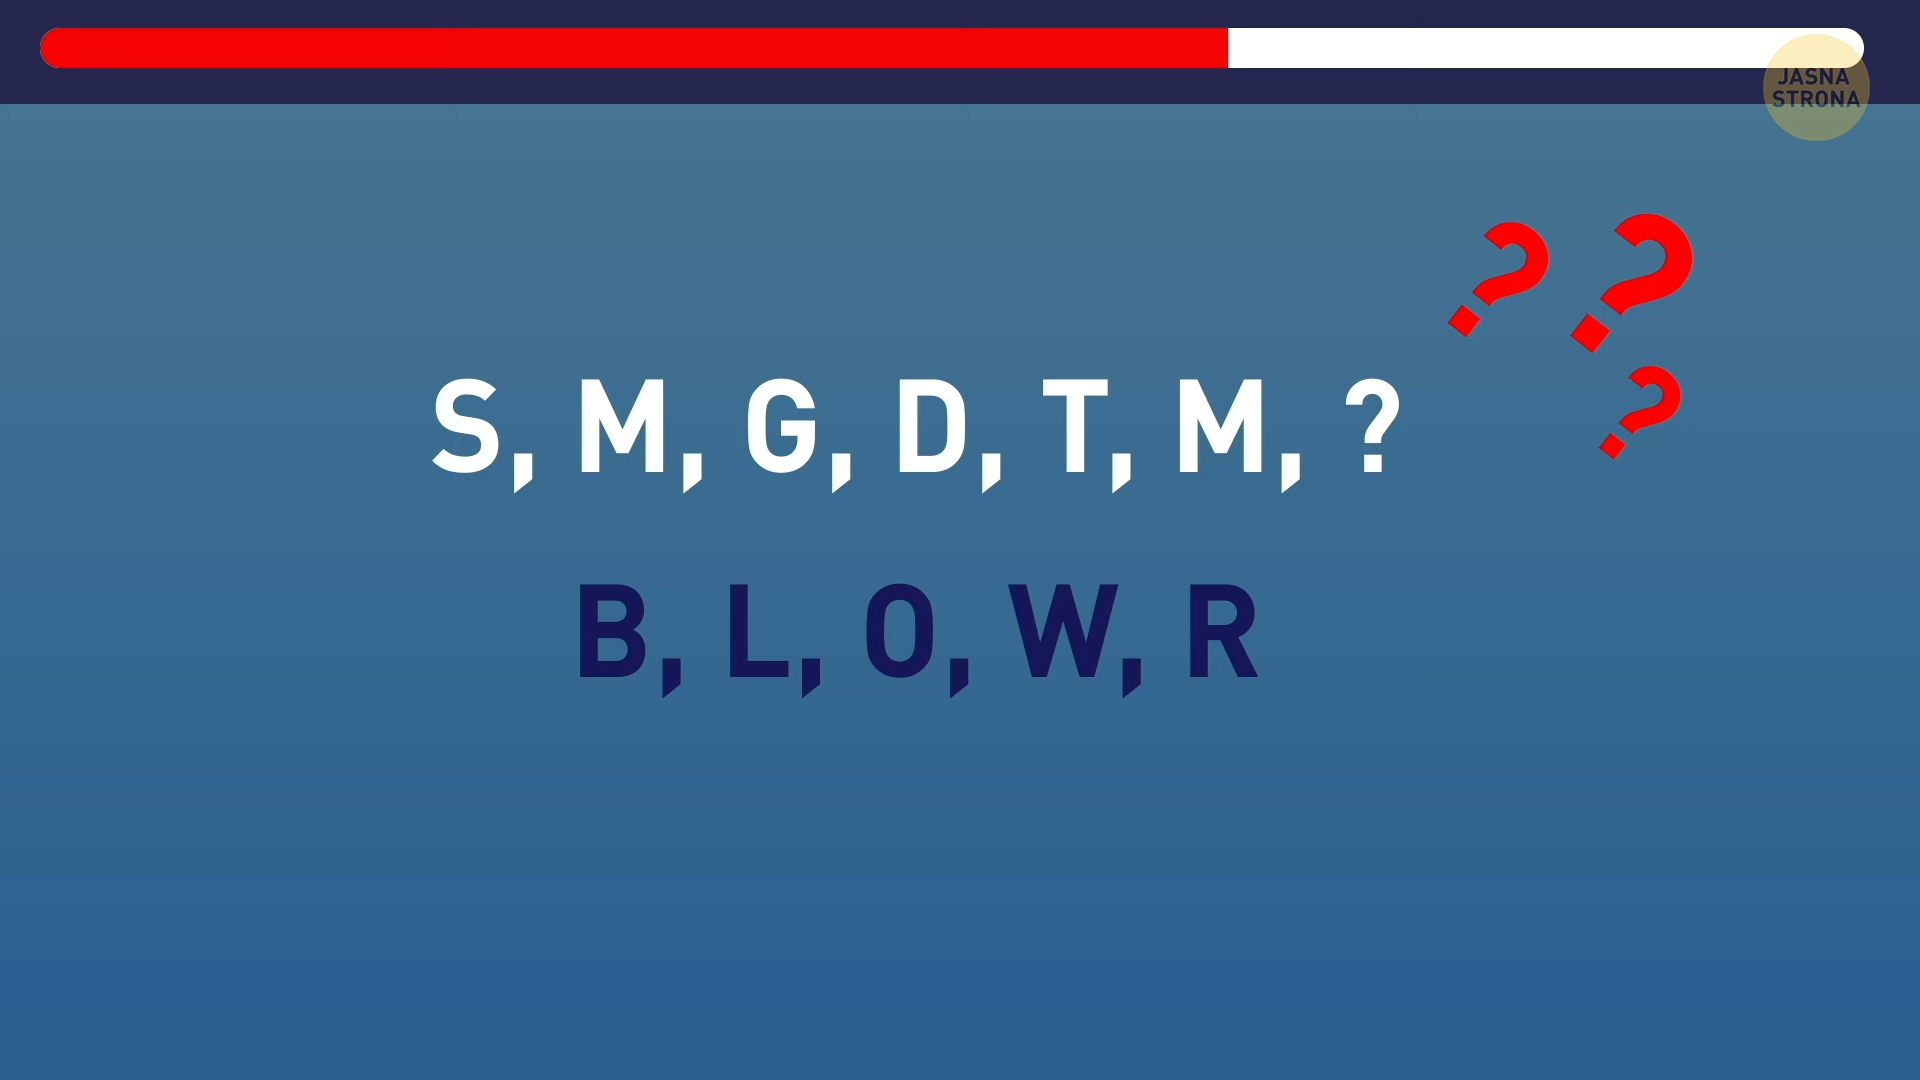 JASNA
STRONA
S, M, G, D, T, M, ?
? ? ?
B, L, O, W, R